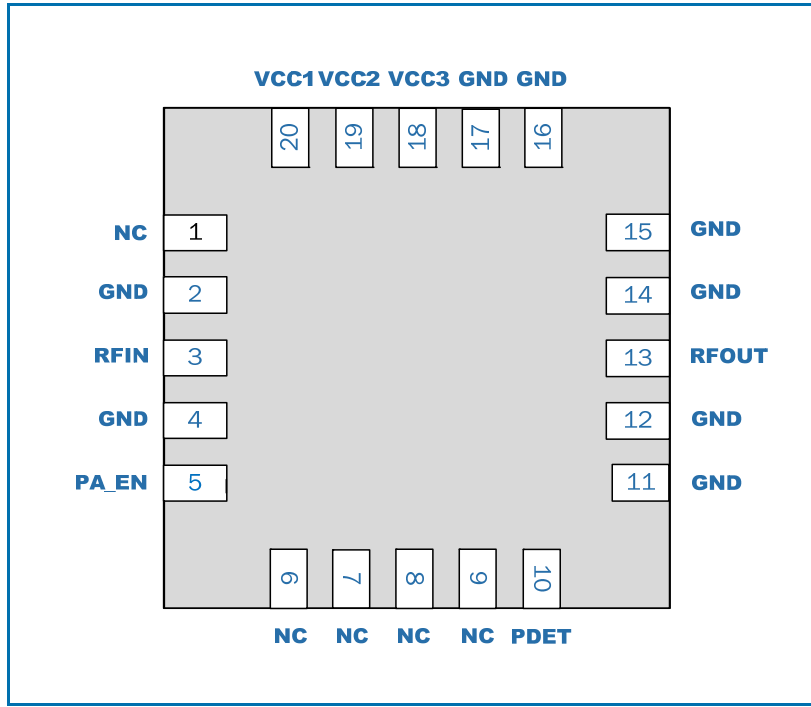 VCC1 VCC2 VCC3 GND GND
20 19 18 17 16
NC 1 15 GND
GND 2 14 GND
RFIN 3 13 RFOUT
GND 4 12 GND
PA_EN 5 11 GND
6 7 8 9 10
NC NC NC NC PDET